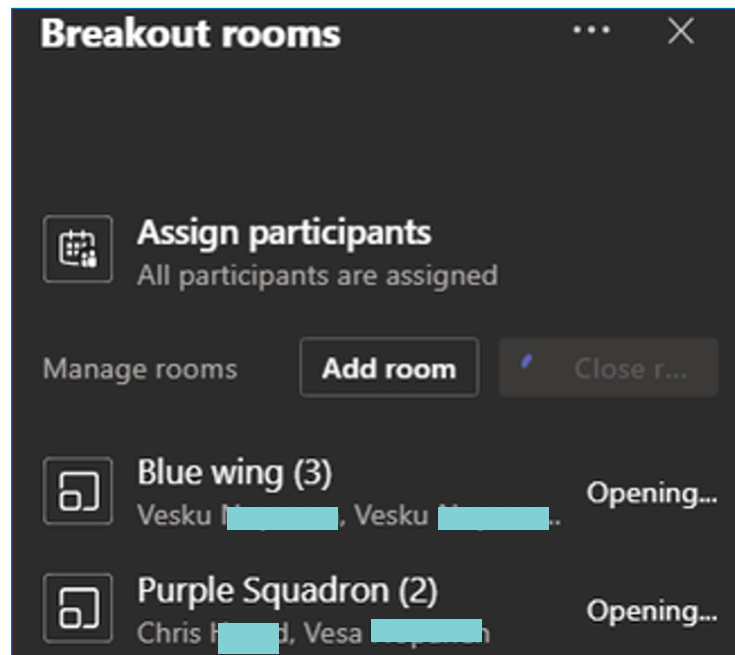 Breakout rooms
Assign participants
All participants are assigned
Manage rooms Add room Close r...
Blue wing (3)
Opening...
Vesku , Vesku ..
Purple Squadron (2)
Opening...
Chris , Vesa